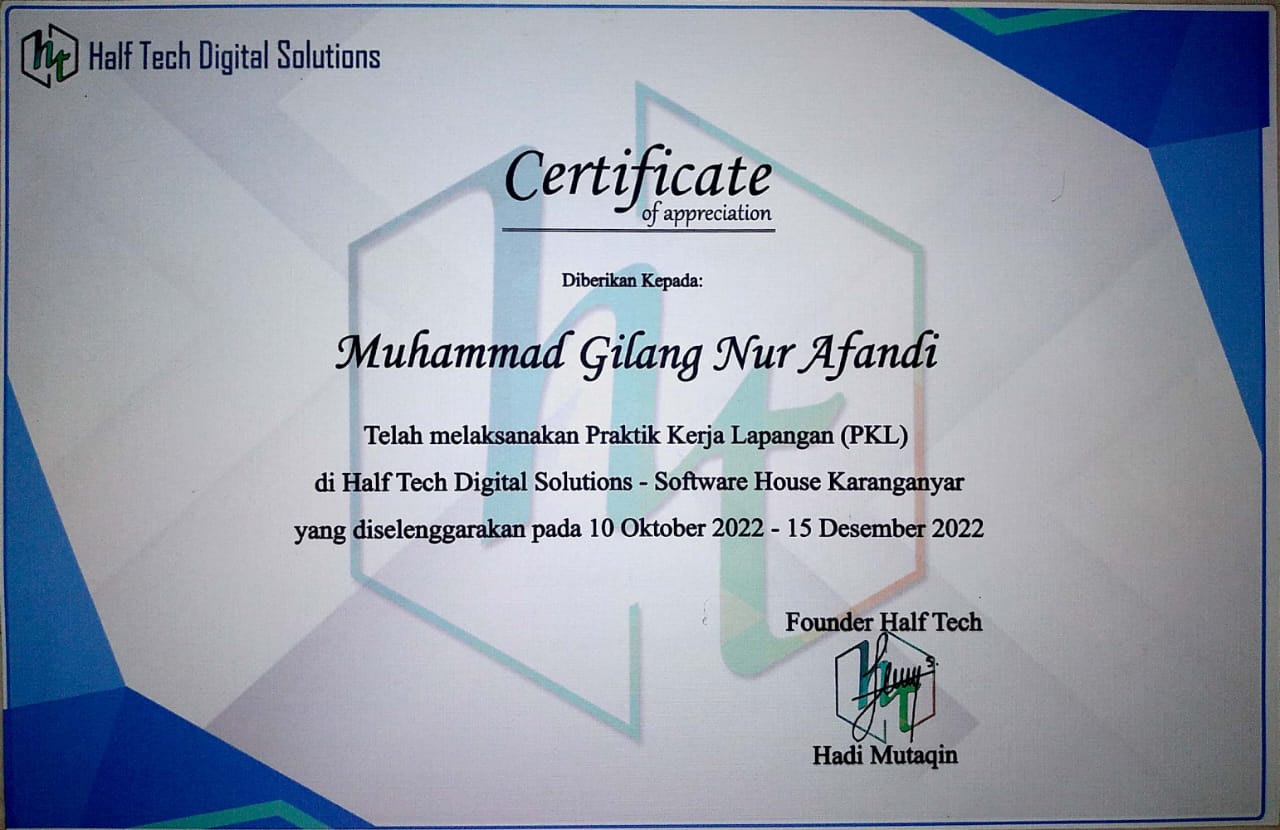 ht Half Tech Digital Solutions
Certificate
of appreciation
Diberikan Kepada:
Muhammad Gilang Nur Afandi
Telah melaksanakan Praktik Kerja Lapangan (PKL)
di Half Tech Digital Solutions - Software House Karanganyar
yang diselenggarakan pada 10 Oktober 2022 - 15 Desember 2022
Founder Half Tech
Hadi Mutaqin